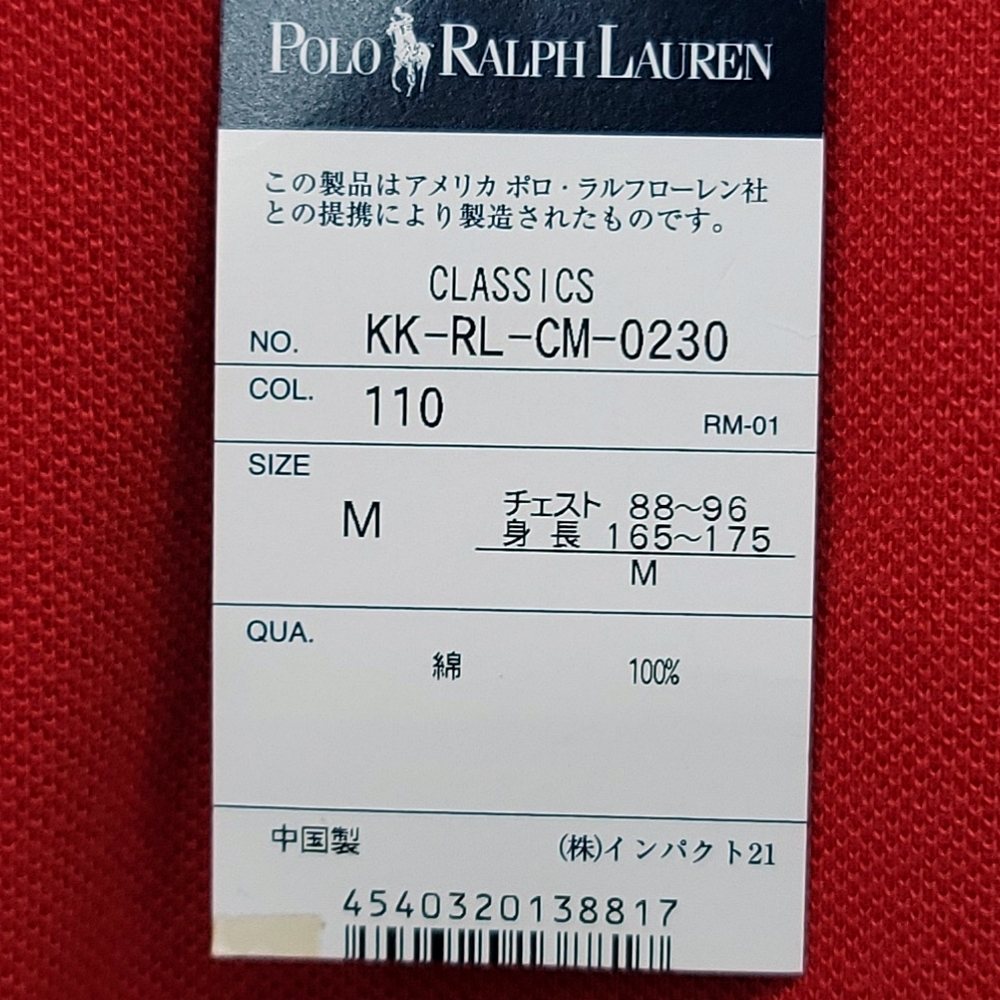 POLO RALPH LAUREN
この製品はアメリカ ポロ・ラルフローレン社
との提携により製造されたものです。
CLASSICS
NO. KK-RL-CM-0230
COL. 110 RM-01
SIZE
M チェスト 88〜96
身長 165〜175
M
QUA.
綿 100%
中国製 (株)インパクト21
4540320138817